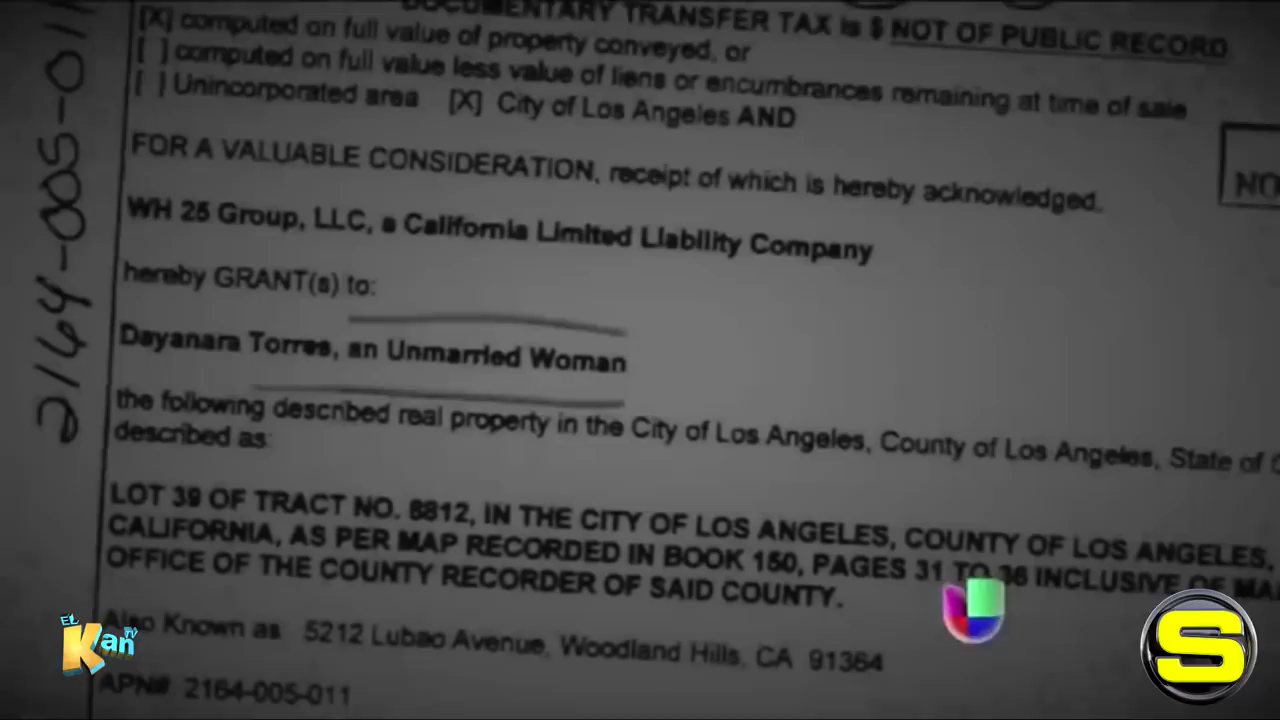 DOCUMENTARY TRANSFER TAX is $ NOT OF PUBLIC RECORD
[X] computed on full value of property conveyed, or
[ ] computed on full value less value of liens or encumbrances remaining at time of sale
[ ] Unincorporated area [X] City of Los Angeles AND
FOR A VALUABLE CONSIDERATION, receipt of which is hereby acknowledged,
NO
WH 25 Group, LLC, a California Limited Liability Company
hereby GRANT(s) to:
Dayanara Torres, an Unmarried Woman
the following described real property in the City of Los Angeles, County of Los Angeles, State of C
described as:
LOT 39 OF TRACT NO. 8812, IN THE CITY OF LOS ANGELES, COUNTY OF LOS ANGELES,
CALIFORNIA, AS PER MAP RECORDED IN BOOK 150, PAGES 31 TO 36 INCLUSIVE OF MA
OFFICE OF THE COUNTY RECORDER OF SAID COUNTY.
Also Known as 5212 Lubao Avenue, Woodland Hills, CA 91364
APN#: 2164-005-011
2164-005-011
EL Kan TV
S